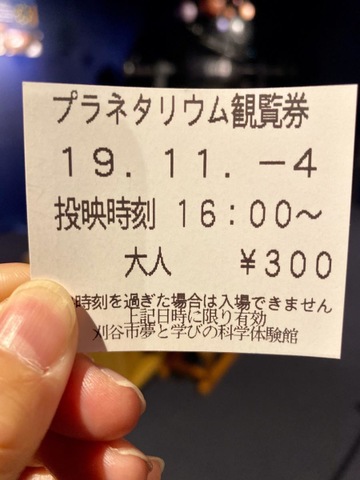 プラネタリウム観覧券
19.11.-4
投映時刻 16:00〜
大人 ¥300
時刻を過ぎた場合は入場できません
上記日時に限り有効
刈谷市夢と学びの科学体験館